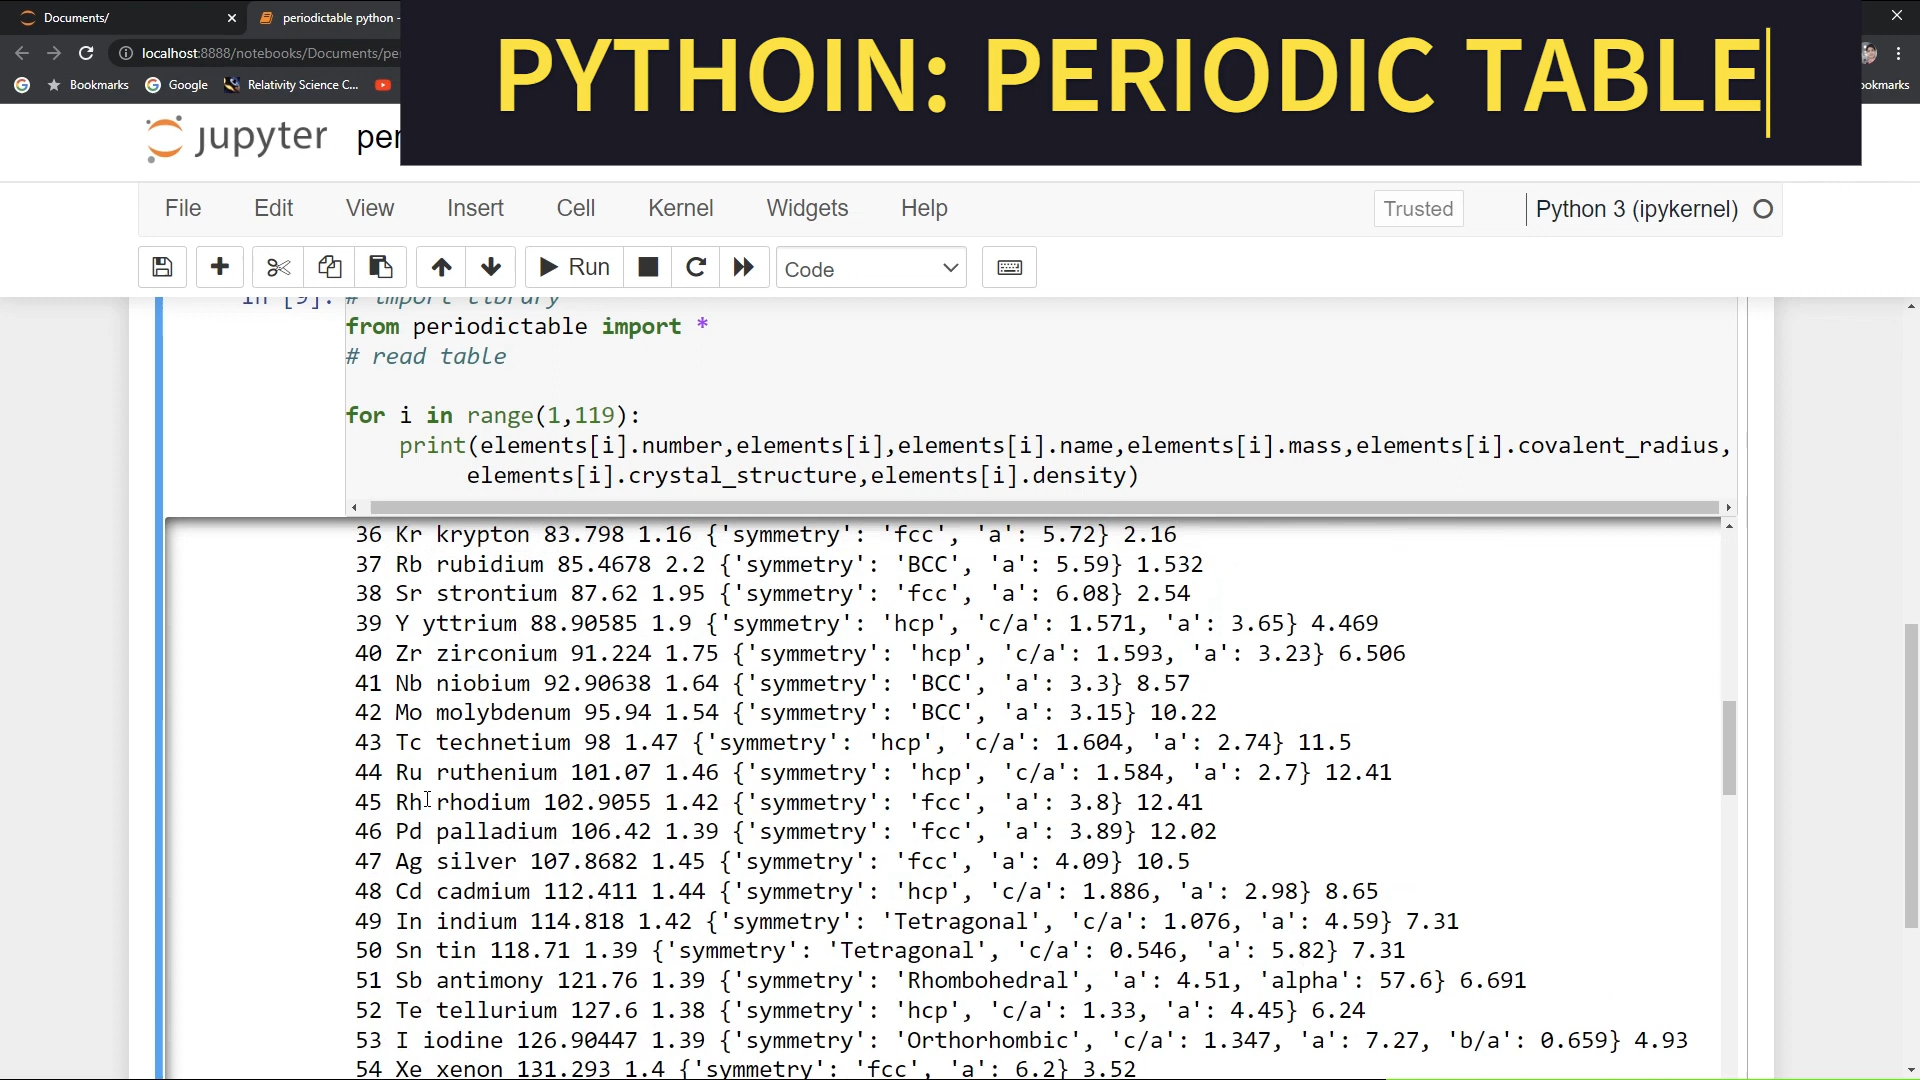 Documents/
periodictable python -
PYTHOIN: PERIODIC TABLE
localhost:8888/notebooks/Documents/per
Bookmarks
Google
Relativity Science C...
ookmarks
jupyter
per
File Edit View Insert Cell Kernel Widgets Help
Trusted
Python 3 (ipykernel)
Run
Code
In [9]: # import library
from periodictable import *
# read table
for i in range(1,119):
print(elements[i].number,elements[i],elements[i].name,elements[i].mass,elements[i].covalent_radius,
elements[i].crystal_structure,elements[i].density)
36 Kr krypton 83.798 1.16 {'symmetry': 'fcc', 'a': 5.72} 2.16
37 Rb rubidium 85.4678 2.2 {'symmetry': 'BCC', 'a': 5.59} 1.532
38 Sr strontium 87.62 1.95 {'symmetry': 'fcc', 'a': 6.08} 2.54
39 Y yttrium 88.90585 1.9 {'symmetry': 'hcp', 'c/a': 1.571, 'a': 3.65} 4.469
40 Zr zirconium 91.224 1.75 {'symmetry': 'hcp', 'c/a': 1.593, 'a': 3.23} 6.506
41 Nb niobium 92.90638 1.64 {'symmetry': 'BCC', 'a': 3.3} 8.57
42 Mo molybdenum 95.94 1.54 {'symmetry': 'BCC', 'a': 3.15} 10.22
43 Tc technetium 98 1.47 {'symmetry': 'hcp', 'c/a': 1.604, 'a': 2.74} 11.5
44 Ru ruthenium 101.07 1.46 {'symmetry': 'hcp', 'c/a': 1.584, 'a': 2.7} 12.41
45 Rh rhodium 102.9055 1.42 {'symmetry': 'fcc', 'a': 3.8} 12.41
46 Pd palladium 106.42 1.39 {'symmetry': 'fcc', 'a': 3.89} 12.02
47 Ag silver 107.8682 1.45 {'symmetry': 'fcc', 'a': 4.09} 10.5
48 Cd cadmium 112.411 1.44 {'symmetry': 'hcp', 'c/a': 1.886, 'a': 2.98} 8.65
49 In indium 114.818 1.42 {'symmetry': 'Tetragonal', 'c/a': 1.076, 'a': 4.59} 7.31
50 Sn tin 118.71 1.39 {'symmetry': 'Tetragonal', 'c/a': 0.546, 'a': 5.82} 7.31
51 Sb antimony 121.76 1.39 {'symmetry': 'Rhombohedral', 'a': 4.51, 'alpha': 57.6} 6.691
52 Te tellurium 127.6 1.38 {'symmetry': 'hcp', 'c/a': 1.33, 'a': 4.45} 6.24
53 I iodine 126.90447 1.39 {'symmetry': 'Orthorhombic', 'c/a': 1.347, 'a': 7.27, 'b/a': 0.659} 4.93
54 Xe xenon 131.293 1.4 {'symmetry': 'fcc', 'a': 6.2} 3.52